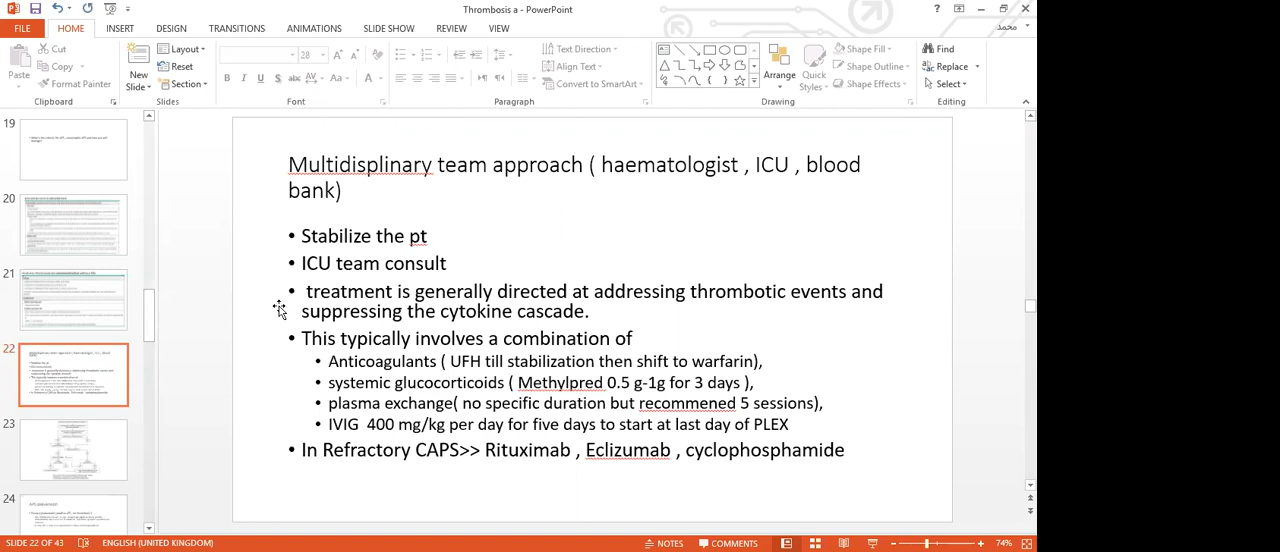 Thrombosis a - PowerPoint
FILE HOME INSERT DESIGN TRANSITIONS ANIMATIONS SLIDE SHOW REVIEW VIEW محمد
Paste
Cut
Copy
Format Painter
Clipboard
New Slide
Layout
Reset
Section
Slides
28
Font
Paragraph
Text Direction
Align Text
Convert to SmartArt
Arrange
Quick Styles
Shape Fill
Shape Outline
Shape Effects
Drawing
Find
Replace
Select
Editing
19
20
21
22
23
24
Multidisplinary team approach ( haematologist , ICU , blood
bank)
• Stabilize the pt
• ICU team consult
• treatment is generally directed at addressing thrombotic events and
suppressing the cytokine cascade.
• This typically involves a combination of
• Anticoagulants ( UFH till stabilisation then shift to warfarin),
• systemic glucocorticoids Methylpred 0.5 g-1g for 3 days ),
• plasma exchange( no specific duration but recommened 5 sessions),
• IVIG 400 mg/kg per day for five days to start at last day of PLEX
• In Refractory CAPS>> Rituximab , Eclizumab , cyclophosphamide
SLIDE 22 OF 43 ENGLISH (UNITED KINGDOM) NOTES COMMENTS 74%